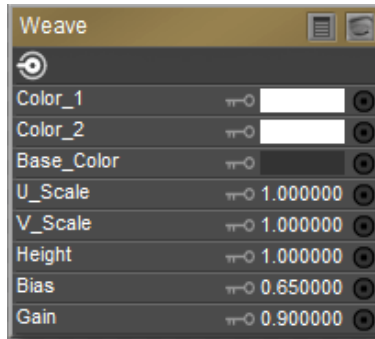 Weave
Color_1
Color_2
Base_Color
U_Scale 1.000000
V_Scale 1.000000
Height 1.000000
Bias 0.650000
Gain 0.900000